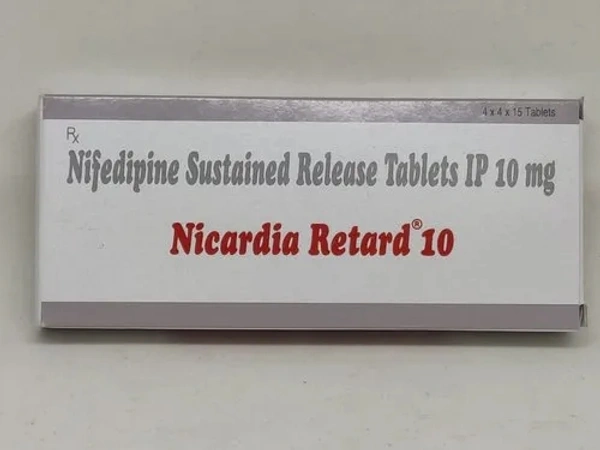 4 x 4 x 15 Tablets
Rx
Nifedipine Sustained Release Tablets IP 10 mg
Nicardia Retard® 10